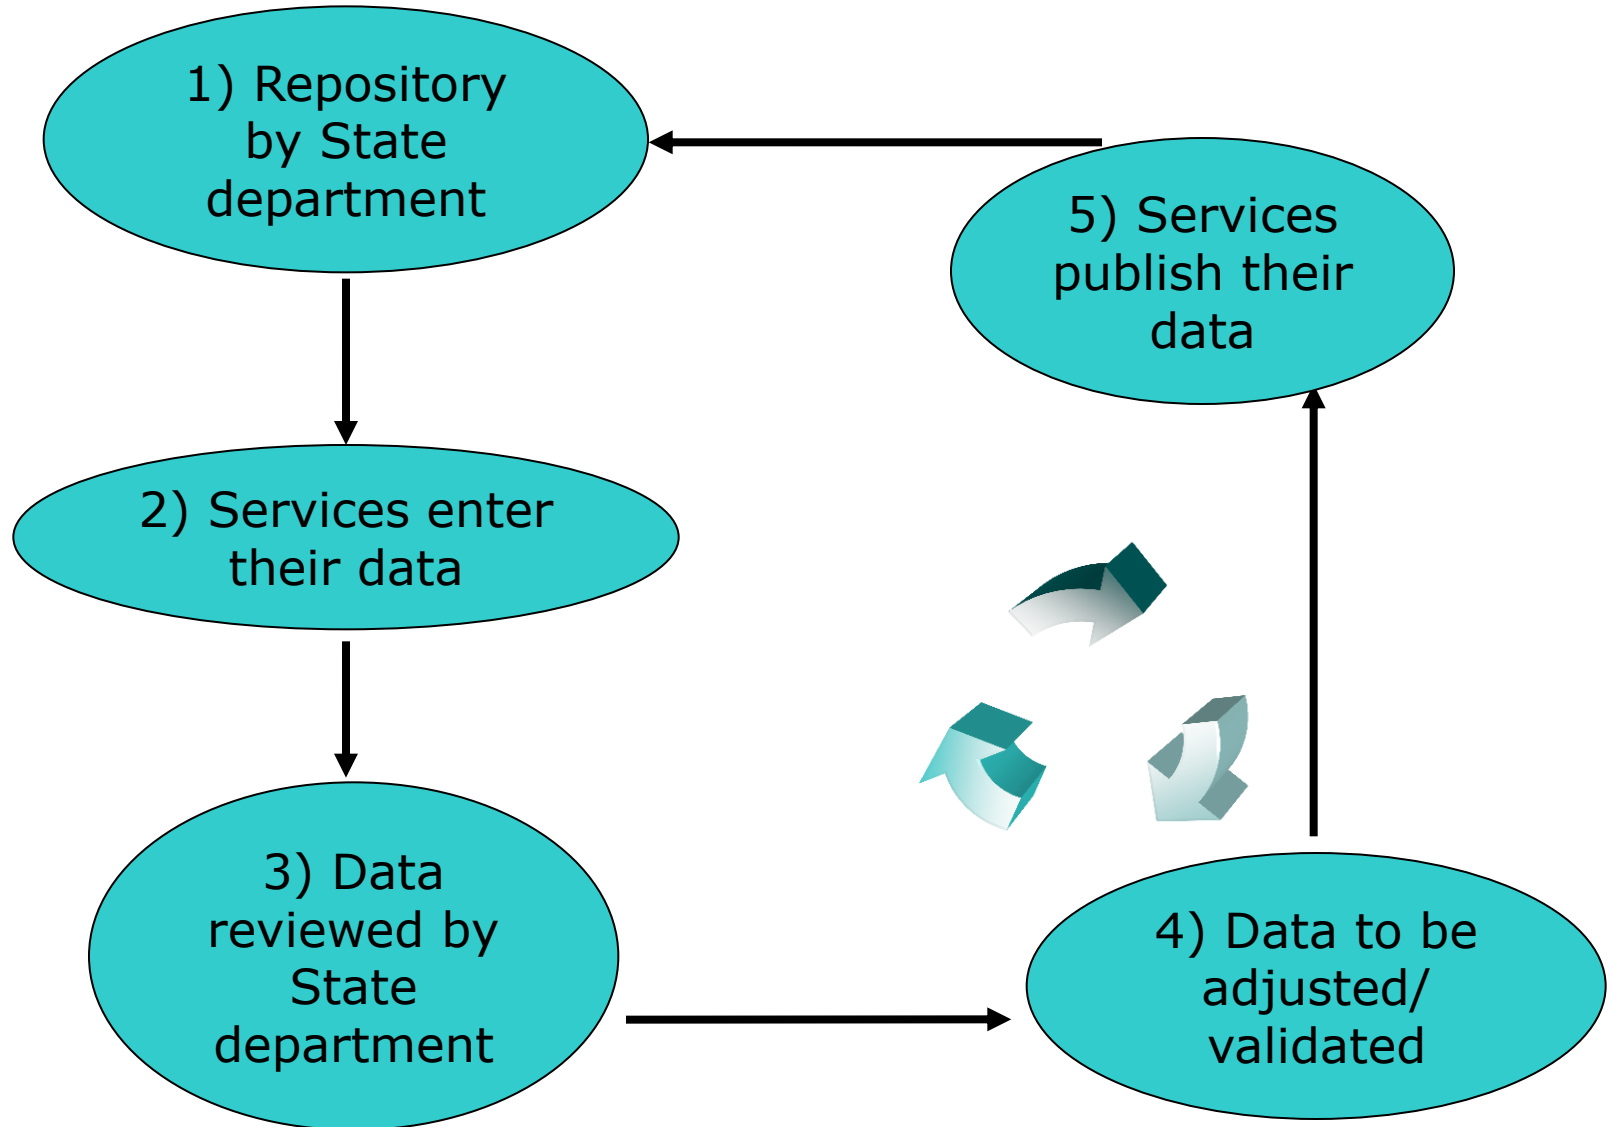 1) Repository
by State
department
2) Services enter
their data
3) Data
reviewed by
State
department
4) Data to be
adjusted/
validated
5) Services
publish their
data